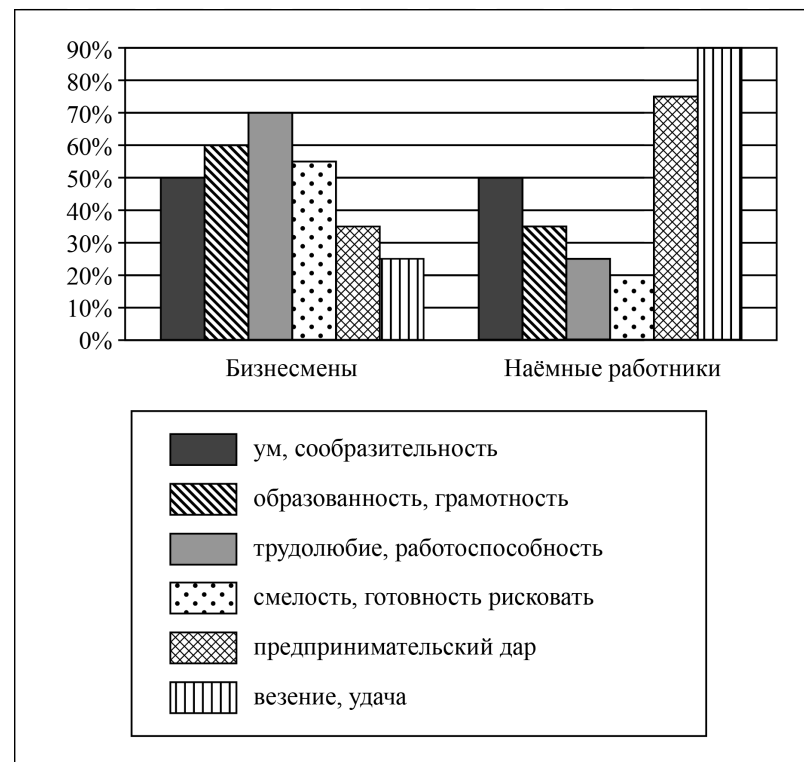 90%
80%
70%
60%
50%
40%
30%
20%
10%
0%
Бизнесмены
Наёмные работники
ум, сообразительность
образованность, грамотность
трудолюбие, работоспособность
смелость, готовность рисковать
предпринимательский дар
везение, удача